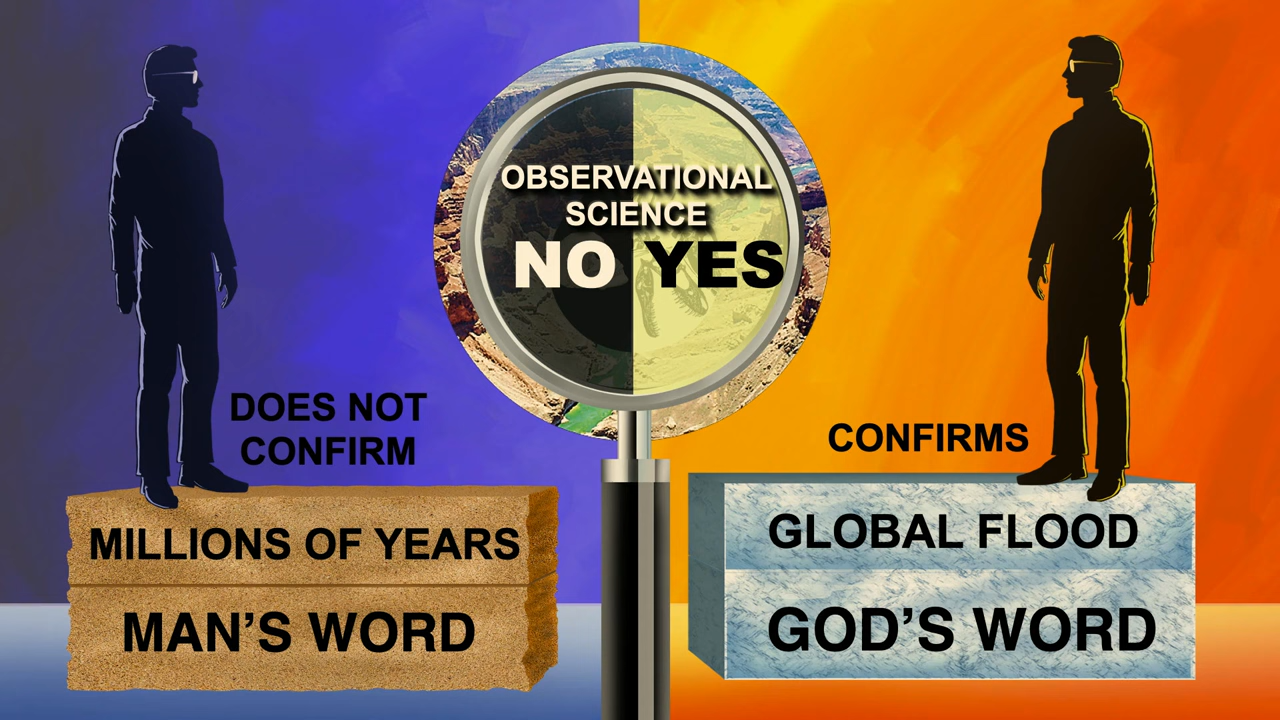 OBSERVATIONAL
SCIENCE
NO YES
DOES NOT
CONFIRM
MILLIONS OF YEARS
MAN'S WORD
CONFIRMS
GLOBAL FLOOD
GOD'S WORD